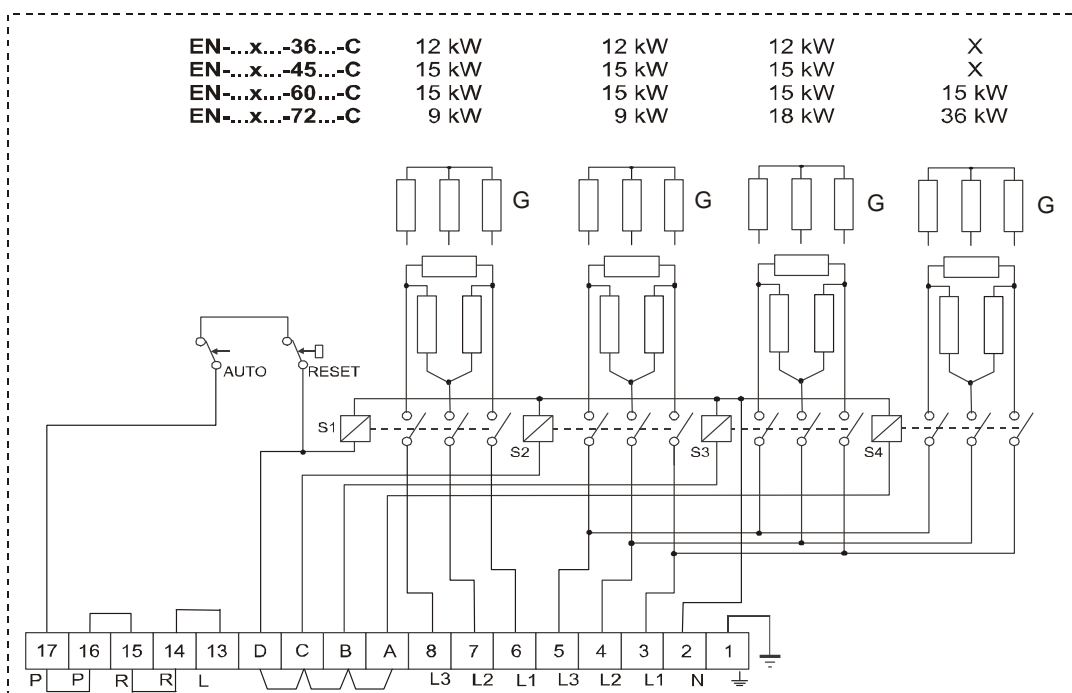 EN-...x...-36...-C 12 kW 12 kW 12 kW X
EN-...x...-45...-C 15 kW 15 kW 15 kW X
EN-...x...-60...-C 15 kW 15 kW 15 kW 15 kW
EN-...x...-72...-C 9 kW 9 kW 18 kW 36 kW
G G G G
AUTO RESET
S1 S2 S3 S4
17 16 15 14 13 D C B A 8 7 6 5 4 3 2 1
P P R R L L3 L2 L1 L3 L2 L1 N